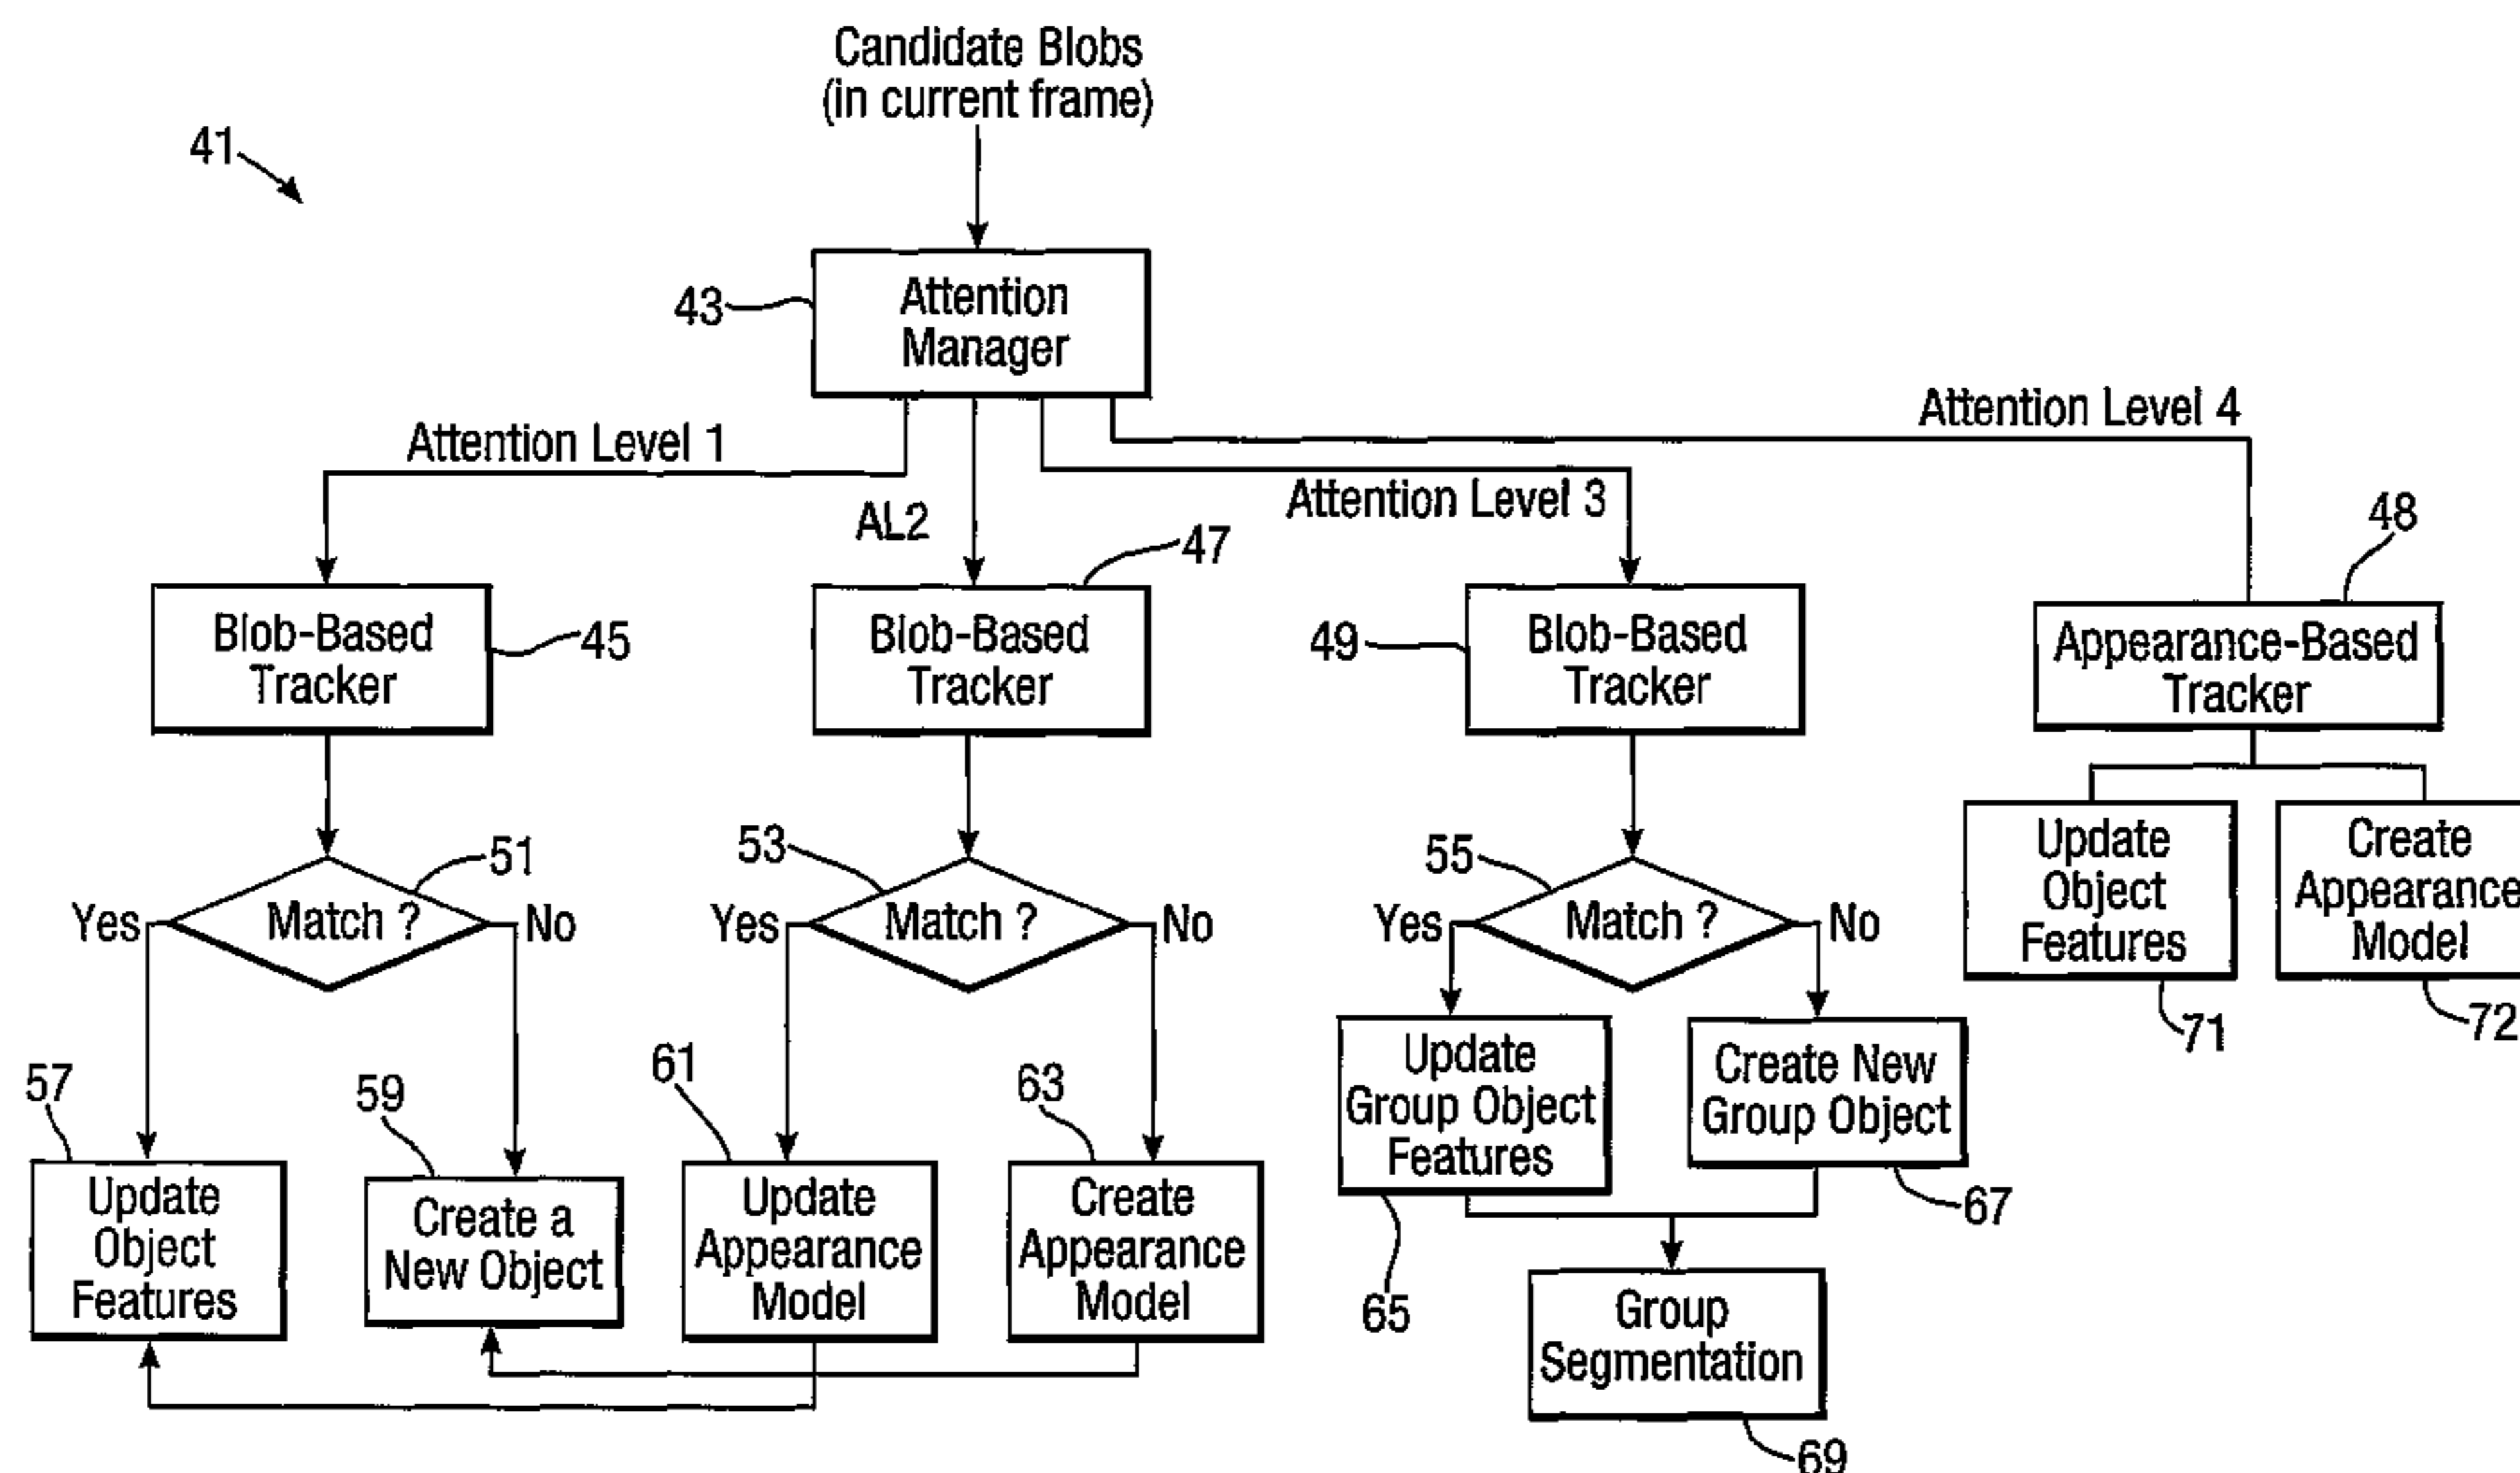 Candidate Blobs
(in current frame)
41
43
Attention
Manager
Attention Level 1
AL2
Attention Level 3
Attention Level 4
47
48
Blob-Based
Tracker
45
Blob-Based
Tracker
49
Blob-Based
Tracker
Appearance-Based
Tracker
51
53
55
Yes
Match ?
No
Yes
Match ?
No
Yes
Match ?
No
Update
Object
Features
Create
Appearance
Model
71
72
57
59
61
63
Update
Group Object
Features
Create New
Group Object
65
67
Update
Object
Features
Create a
New Object
Update
Appearance
Model
Create
Appearance
Model
Group
Segmentation
69